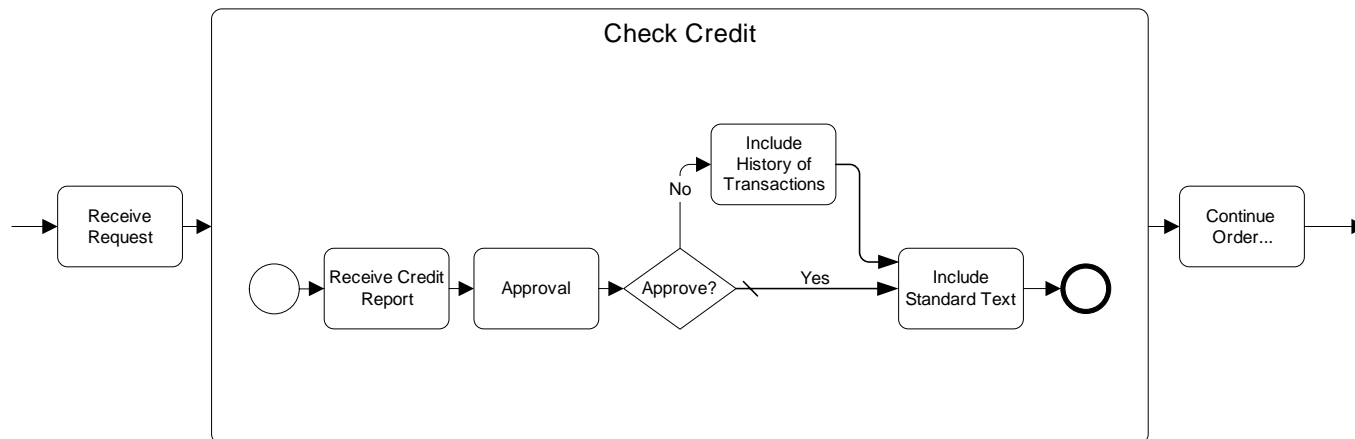 Check Credit
Receive
Request
Receive Credit
Report
Approval
Approve?
No
Include
History of
Transactions
Yes
Include
Standard Text
Continue
Order...